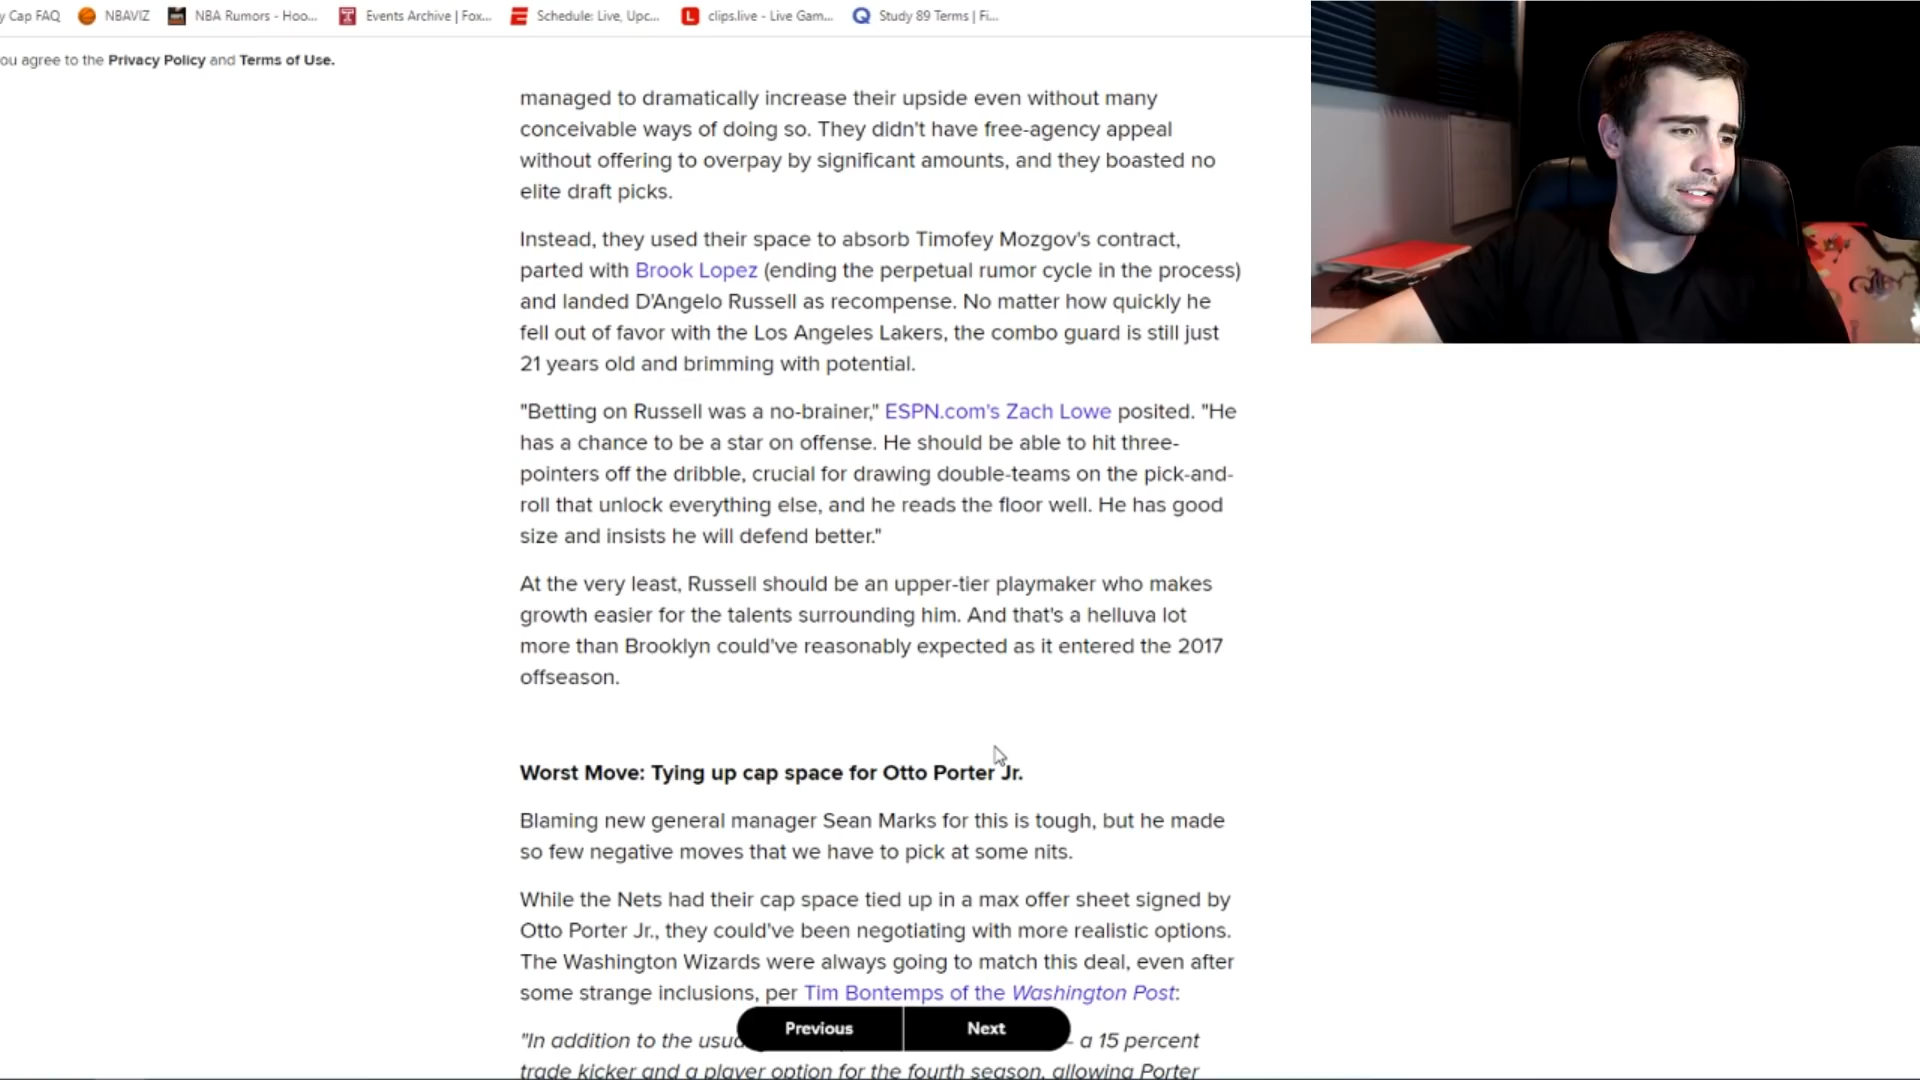 y Cap FAQ NBAVIZ NBA Rumors - Hoo... Events Archive | Fox... Schedule: Live, Upc... clips.live - Live Gam... Study 89 Terms | Fi...
ou agree to the Privacy Policy and Terms of Use.
managed to dramatically increase their upside even without many
conceivable ways of doing so. They didn't have free-agency appeal
without offering to overpay by significant amounts, and they boasted no
elite draft picks.
Instead, they used their space to absorb Timofey Mozgov's contract,
parted with Brook Lopez (ending the perpetual rumor cycle in the process)
and landed D'Angelo Russell as recompense. No matter how quickly he
fell out of favor with the Los Angeles Lakers, the combo guard is still just
21 years old and brimming with potential.
"Betting on Russell was a no-brainer," ESPN.com's Zach Lowe posited. "He
has a chance to be a star on offense. He should be able to hit three-
pointers off the dribble, crucial for drawing double-teams on the pick-and-
roll that unlock everything else, and he reads the floor well. He has good
size and insists he will defend better."
At the very least, Russell should be an upper-tier playmaker who makes
growth easier for the talents surrounding him. And that's a helluva lot
more than Brooklyn could've reasonably expected as it entered the 2017
offseason.
Worst Move: Tying up cap space for Otto Porter Jr.
Blaming new general manager Sean Marks for this is tough, but he made
so few negative moves that we have to pick at some nits.
While the Nets had their cap space tied up in a max offer sheet signed by
Otto Porter Jr., they could've been negotiating with more realistic options.
The Washington Wizards were always going to match this deal, even after
some strange inclusions, per Tim Bontemps of the Washington Post:
Previous Next
"In addition to the usu - a 15 percent
trade kicker and a player option for the fourth season, allowing Porter